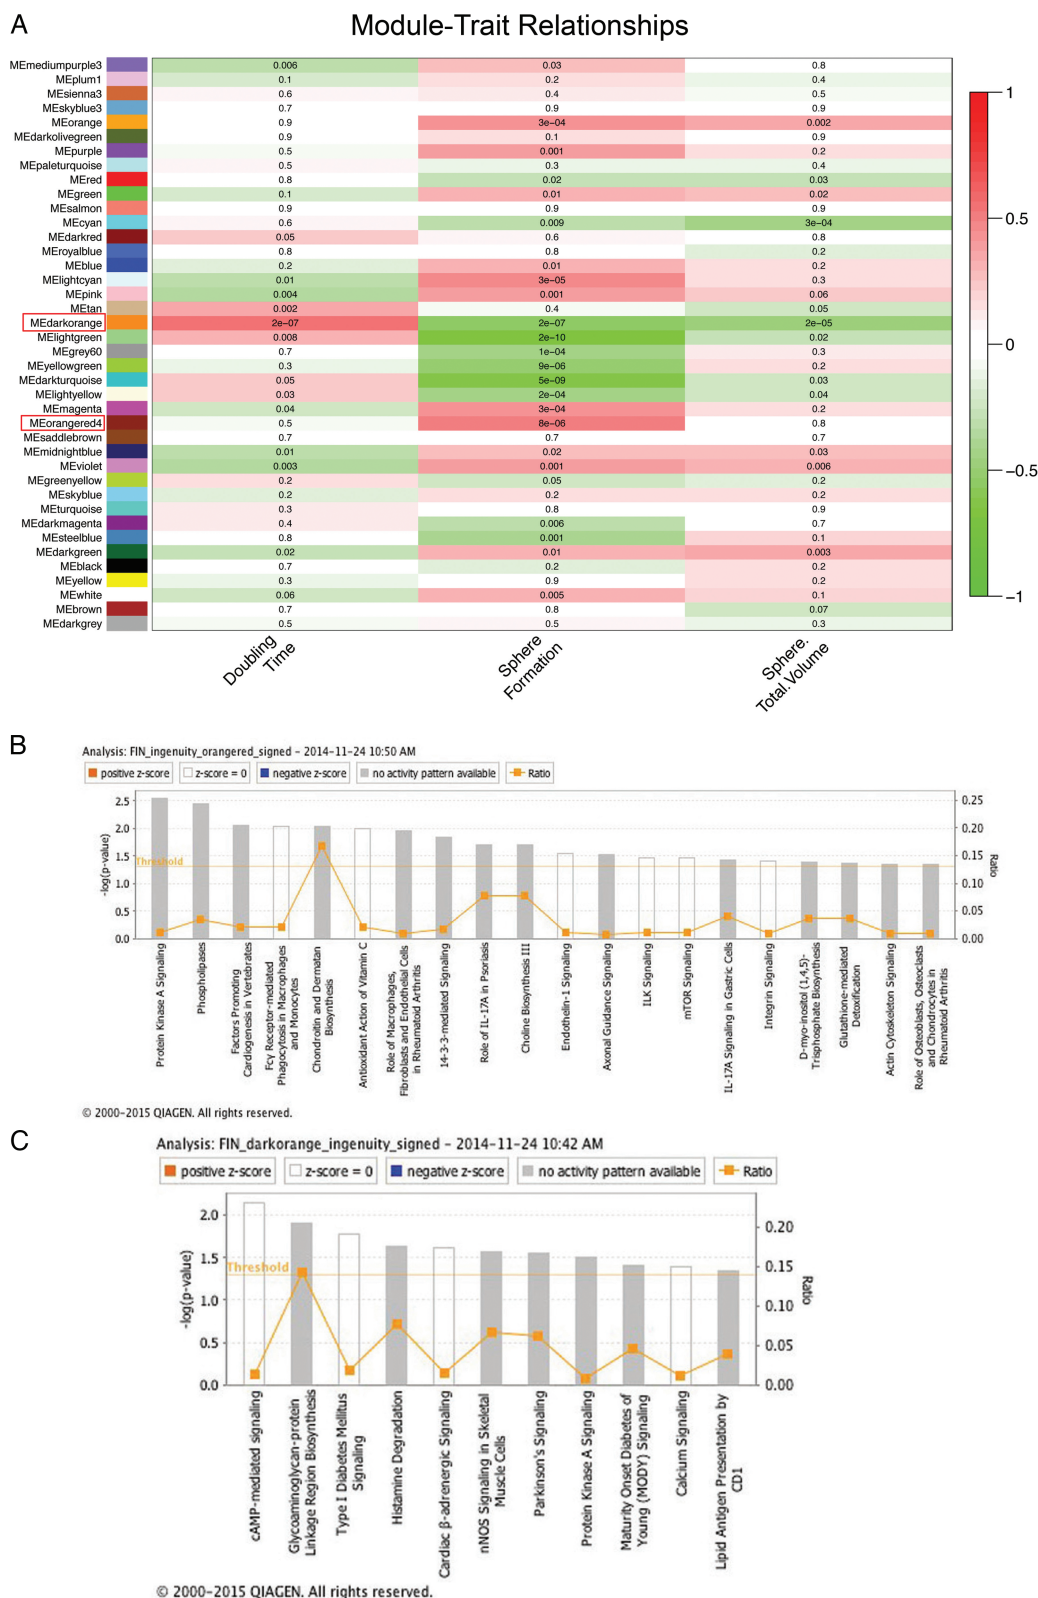 A
Module-Trait Relationships
MEmediumpurple3 0.006 0.03 0.8
MEplum1 0.1 0.2 0.4
MEsienna3 0.6 0.4 0.5
MEskyblue3 0.7 0.9 0.9
MEorange 0.9 3e−04 0.002
MEdarkolivegreen 0.9 0.1 0.9
MEpurple 0.5 0.001 0.2
MEpaleturquoise 0.5 0.3 0.4
MEred 0.8 0.02 0.03
MEgreen 0.1 0.01 0.02
MEsalmon 0.9 0.9 0.9
MEcyan 0.6 0.009 3e−04
MEdarkred 0.05 0.6 0.8
MEroyalblue 0.8 0.8 0.2
MEblue 0.2 0.01 0.2
MElightcyan 0.01 3e−05 0.3
MEpink 0.004 0.001 0.06
MEtan 0.002 0.4 0.05
MEdarkorange 2e−07 2e−07 2e−05
MElightgreen 0.008 2e−10 0.02
MEgrey60 0.7 1e−04 0.3
MEyellowgreen 0.3 9e−06 0.2
MEdarkturquoise 0.05 5e−09 0.03
MElightyellow 0.03 2e−04 0.04
MEmagenta 0.04 3e−04 0.2
MEorangered4 0.5 8e−06 0.8
MEsaddlebrown 0.7 0.7 0.7
MEmidnightblue 0.01 0.02 0.03
MEviolet 0.003 0.001 0.006
MEgreenyellow 0.2 0.05 0.2
MEskyblue 0.2 0.2 0.2
MEturquoise 0.3 0.8 0.9
MEdarkmagenta 0.4 0.006 0.7
MEsteelblue 0.8 0.001 0.1
MEdarkgreen 0.02 0.01 0.003
MEblack 0.7 0.2 0.2
MEyellow 0.3 0.9 0.2
MEwhite 0.06 0.005 0.1
MEbrown 0.7 0.8 0.07
MEdarkgrey 0.5 0.5 0.3
1
0.5
0
−0.5
−1
Doubling
Time
Sphere
Formation
Sphere.
Total.Volume
B
Analysis: FIN_ingenuity_orangered_signed - 2014-11-24 10:50 AM
positive z-score z-score = 0 negative z-score no activity pattern available Ratio
2.5
2.0
1.5
1.0
0.5
0.0
-log(p-value)
Threshold
0.25
0.20
0.15
0.10
0.05
0.00
Ratio
Protein Kinase A Signaling
Phospholipases
Factors Promoting
Cardiogenesis in Vertebrates
Fcγ Receptor-mediated
Phagocytosis in Macrophages
and Monocytes
Chondroitin and Dermatan
Biosynthesis
Antioxidant Action of Vitamin C
Role of Macrophages,
Fibroblasts and Endothelial Cells
in Rheumatoid Arthritis
14-3-3-mediated Signaling
Role of IL-17A in Psoriasis
Choline Biosynthesis III
Endothelin-1 Signaling
Axonal Guidance Signaling
ILK Signaling
mTOR Signaling
IL-17A Signaling in Gastric Cells
Integrin Signaling
D-myo-inositol (1,4,5)-
Trisphosphate Biosynthesis
Glutathione-mediated
Detoxification
Actin Cytoskeleton Signaling
Role of Osteoblasts, Osteoclasts
and Chondrocytes in
Rheumatoid Arthritis
© 2000-2015 QIAGEN. All rights reserved.
C
Analysis: FIN_darkorange_ingenuity_signed - 2014-11-24 10:42 AM
positive z-score z-score = 0 negative z-score no activity pattern available Ratio
2.0
1.5
1.0
0.5
0.0
-log(p-value)
Threshold
0.20
0.15
0.10
0.05
0.00
Ratio
cAMP-mediated signaling
Glycoaminoglycan-protein
Linkage Region Biosynthesis
Type I Diabetes Mellitus
Signaling
Histamine Degradation
Cardiac β-adrenergic Signaling
nNOS Signaling in Skeletal
Muscle Cells
Parkinson's Signaling
Protein Kinase A Signaling
Maturity Onset Diabetes of
Young (MODY) Signaling
Calcium Signaling
Lipid Antigen Presentation by
CD1
© 2000-2015 QIAGEN. All rights reserved.